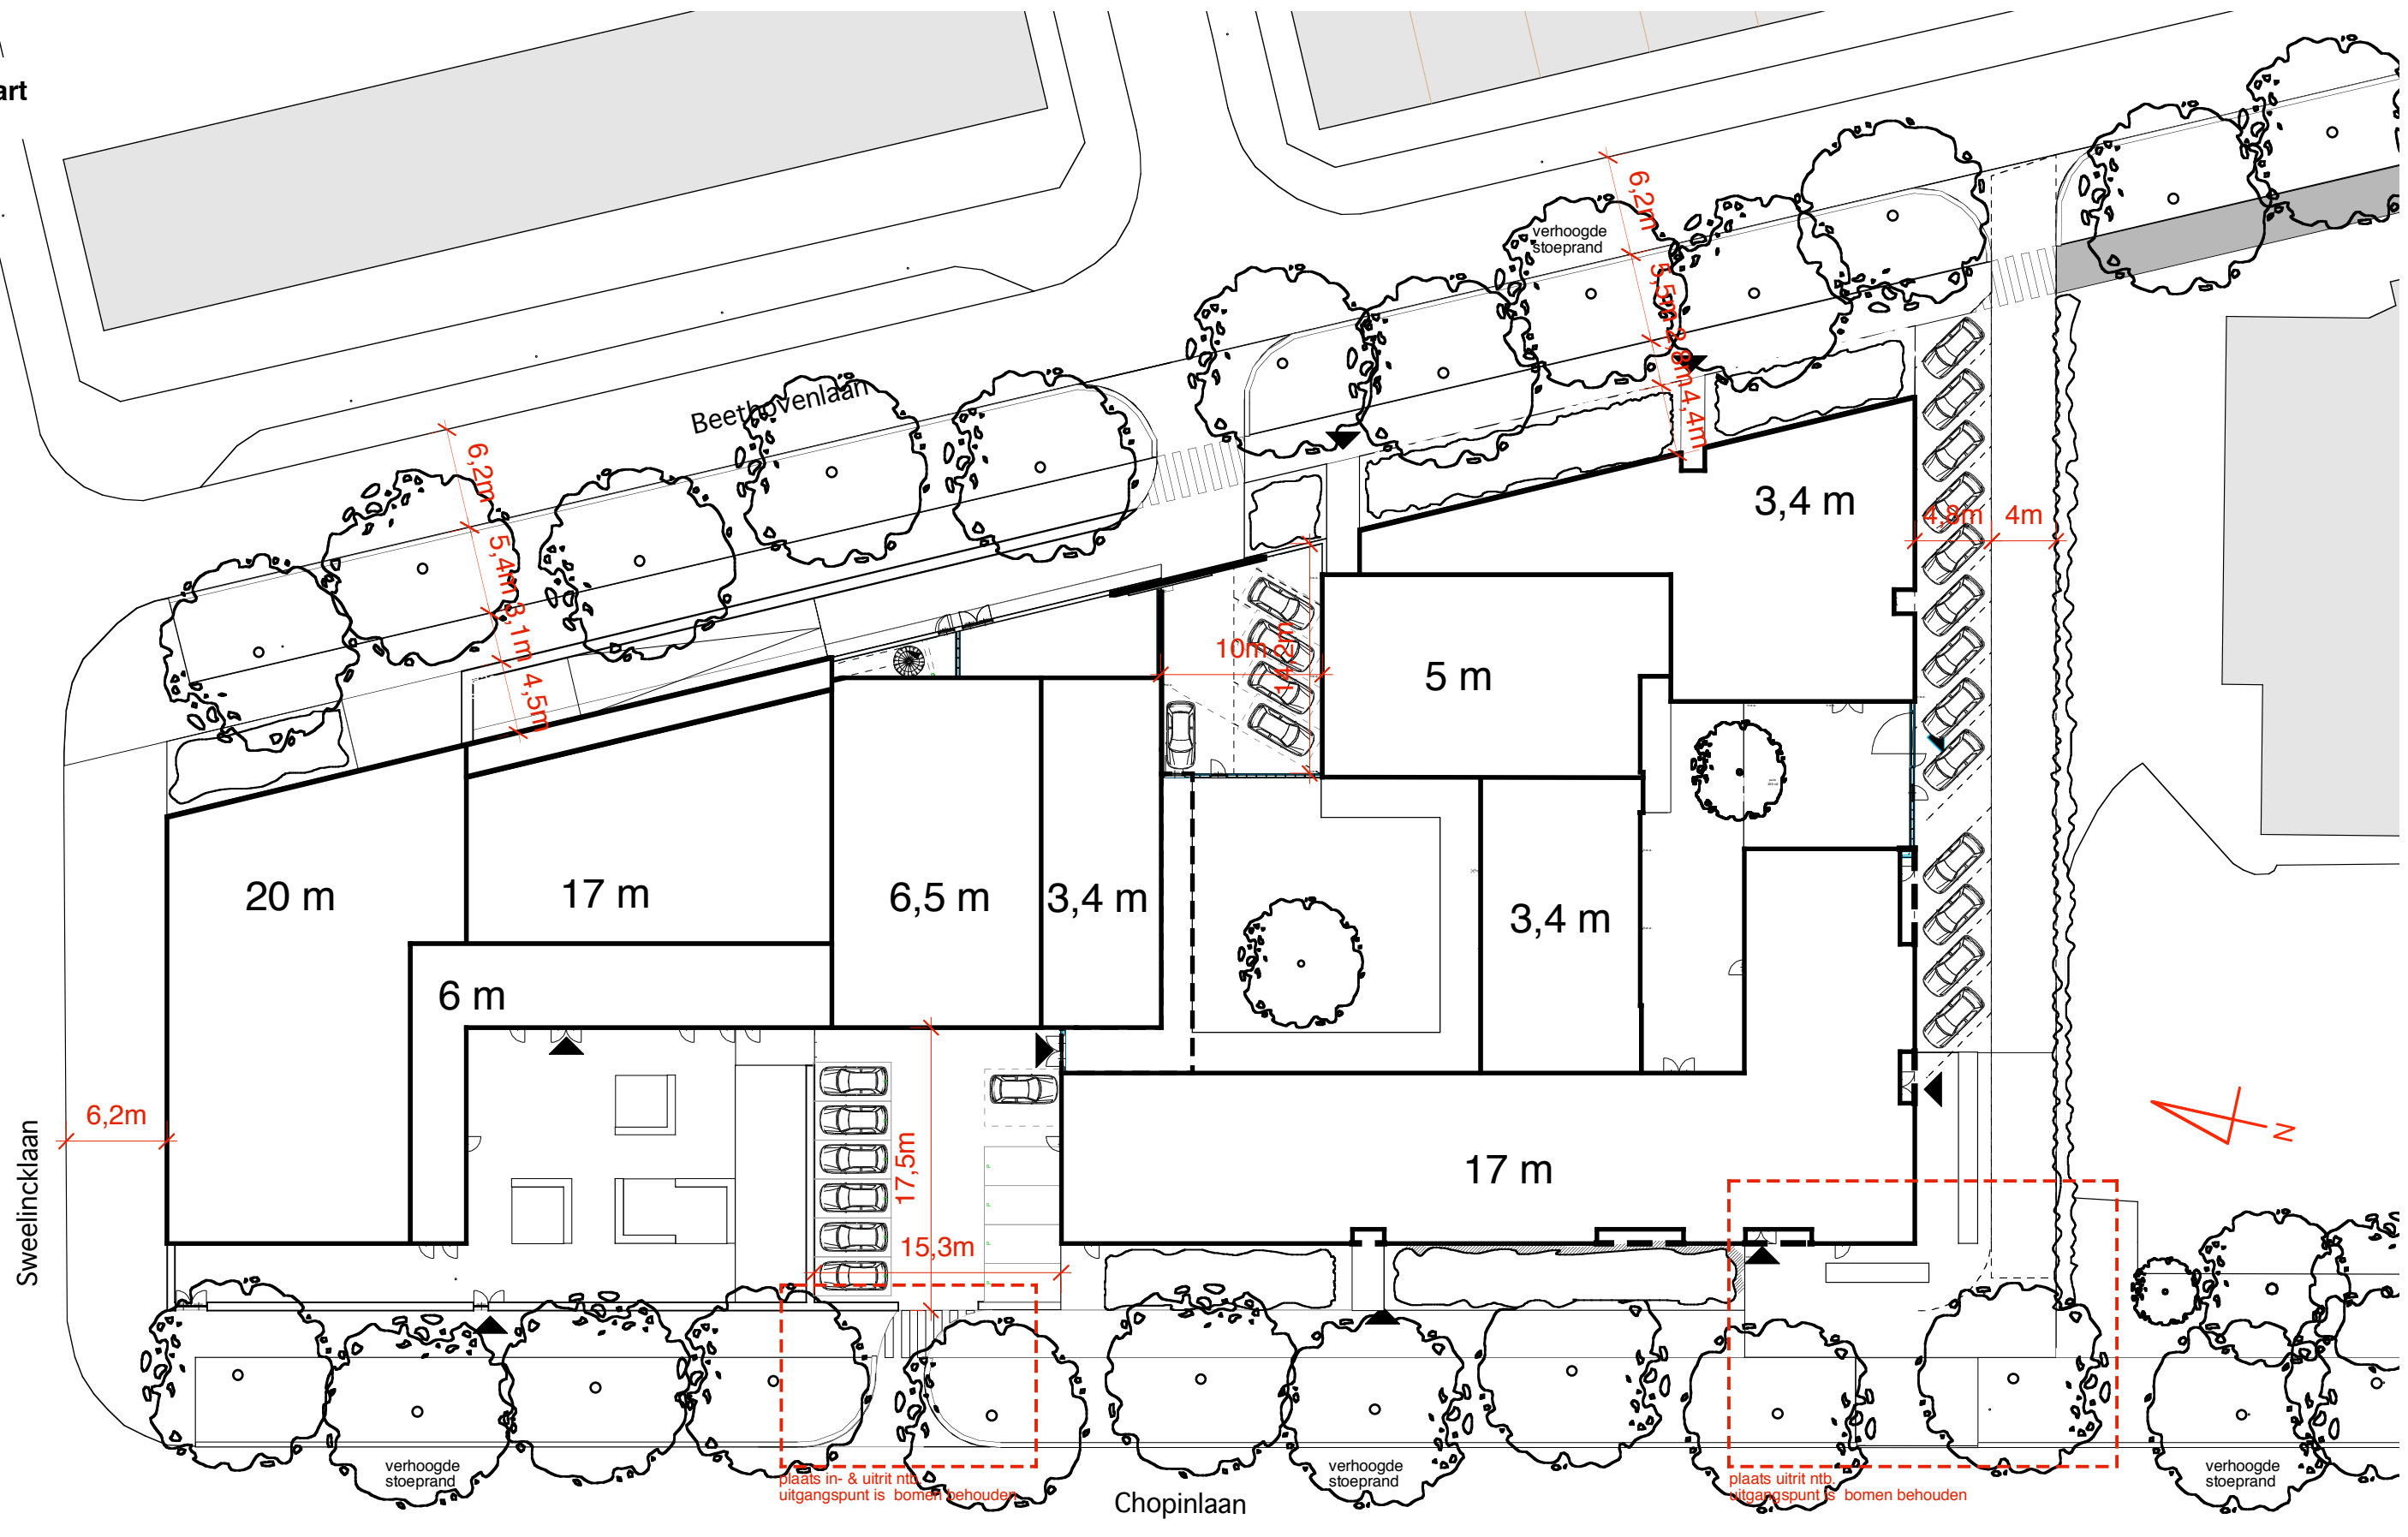 art
6,2m
verhoogde
stoeprand
5,5m
2,8m
4,4m
3,4 m
Beethovenlaan
6,2m
5,4m
3,1m
4,5m
4,8m
4m
10m
14,2m
5 m
20 m
17 m
6,5 m
3,4 m
3,4 m
6 m
6,2m
Sweelincklaan
17,5m
15,3m
17 m
N
P
P
P
P
verhoogde
stoeprand
plaats in- & uitrit ntb.
uitgangspunt is bomen behouden
Chopinlaan
verhoogde
stoeprand
plaats uitrit ntb.
uitgangspunt is bomen behouden
verhoogde
stoeprand